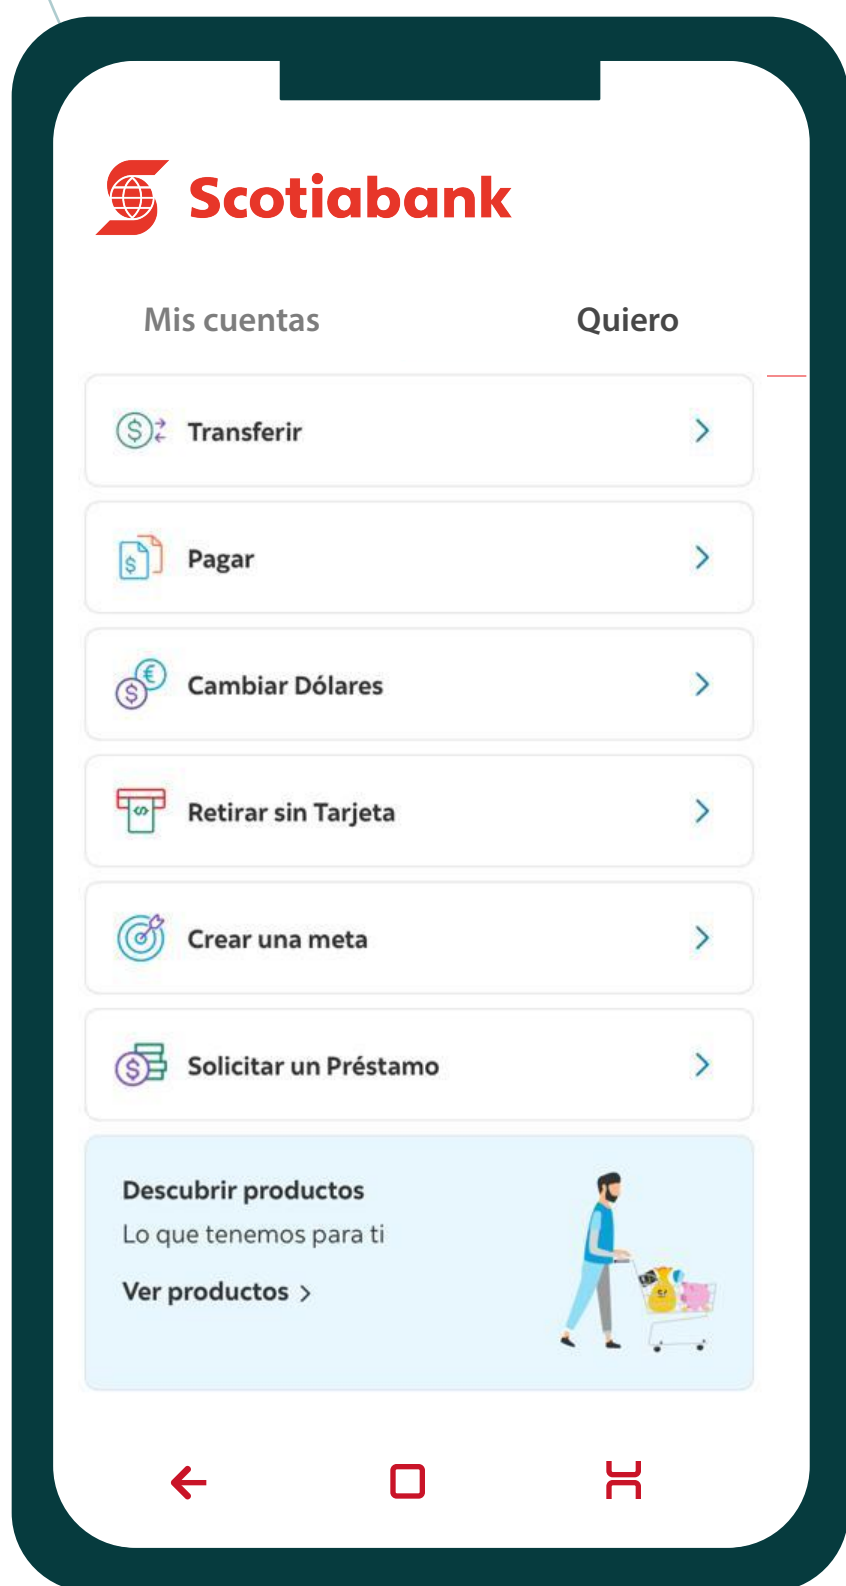 Scotiabank
Mis cuentas Quiero
Transferir
Pagar
Cambiar Dólares
Retirar sin Tarjeta
Crear una meta
Solicitar un Préstamo
Descubrir productos
Lo que tenemos para ti
Ver productos >